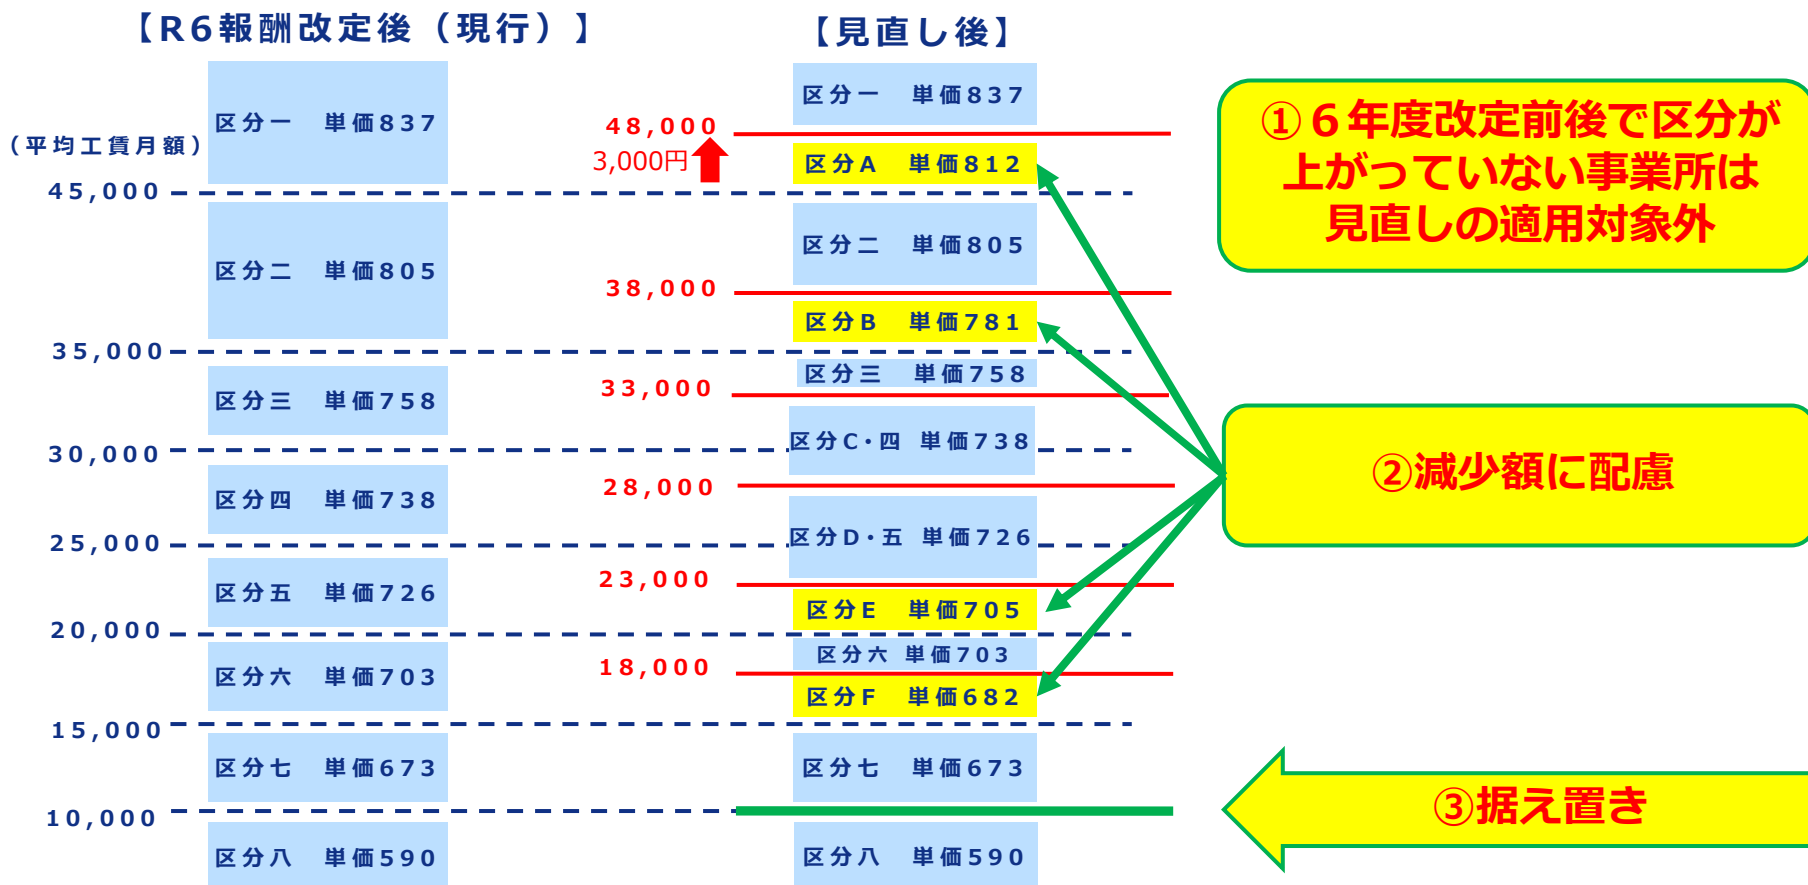 【R6報酬改定後（現行）】
区分一 単価837
（平均工賃月額）
45,000
区分二 単価805
35,000
区分三 単価758
30,000
区分四 単価738
25,000
区分五 単価726
20,000
区分六 単価703
15,000
区分七 単価673
10,000
区分八 単価590
【見直し後】
区分一 単価837
48,000
3,000円
区分A 単価812
区分二 単価805
38,000
区分B 単価781
区分三 単価758
33,000
区分C・四 単価738
28,000
区分D・五 単価726
23,000
区分E 単価705
区分六 単価703
18,000
区分F 単価682
区分七 単価673
区分八 単価590
①６年度改定前後で区分が
上がっていない事業所は
見直しの適用対象外
②減少額に配慮
③据え置き